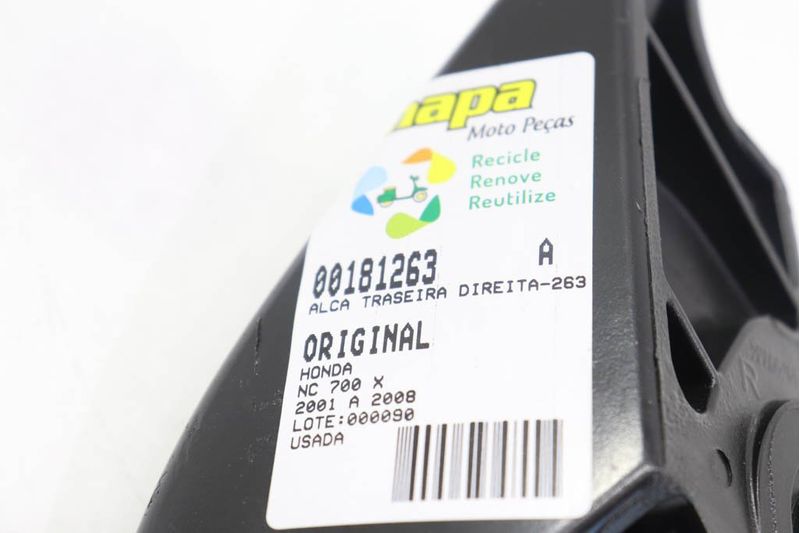 napa
Moto Peças
Recicle
Renove
Reutilize
00181263 A
ALCA TRASEIRA DIREITA-263
ORIGINAL
HONDA
NC 700 X
2001 A 2008
LOTE:000090
USADA